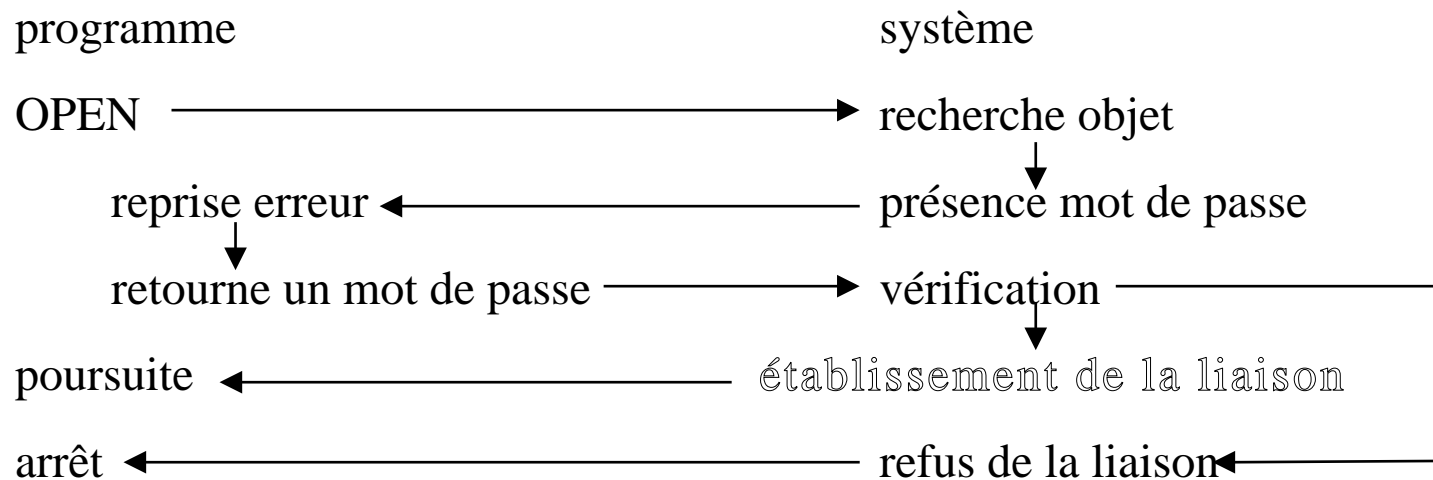 programme système
OPEN recherche objet
reprise erreur présence mot de passe
retourne un mot de passe vérification
poursuite établissement de la liaison
arrêt refus de la liaison